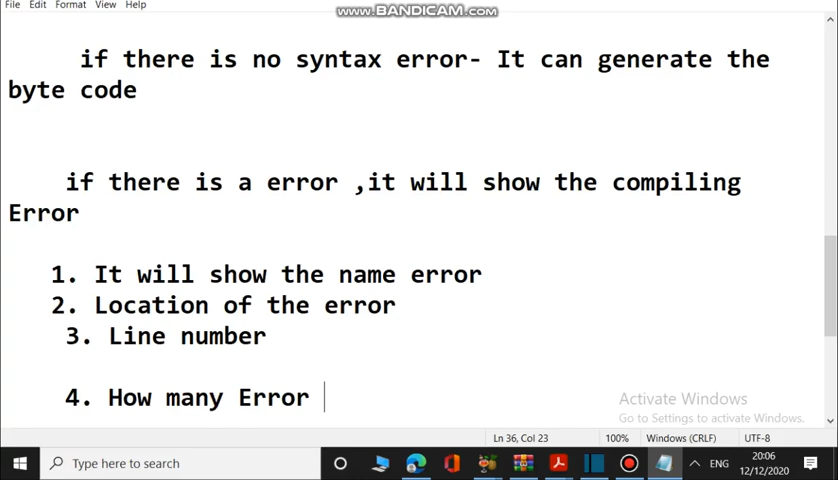 File Edit Format View Help
WWW.BANDICAM.COM
if there is no syntax error- It can generate the
byte code
if there is a error ,it will show the compiling
Error
1. It will show the name error
2. Location of the error
3. Line number
4. How many Error
Activate Windows
Go to Settings to activate Windows.
Ln 36, Col 23 100% Windows (CRLF) UTF-8
Type here to search
ENG
20:06
12/12/2020